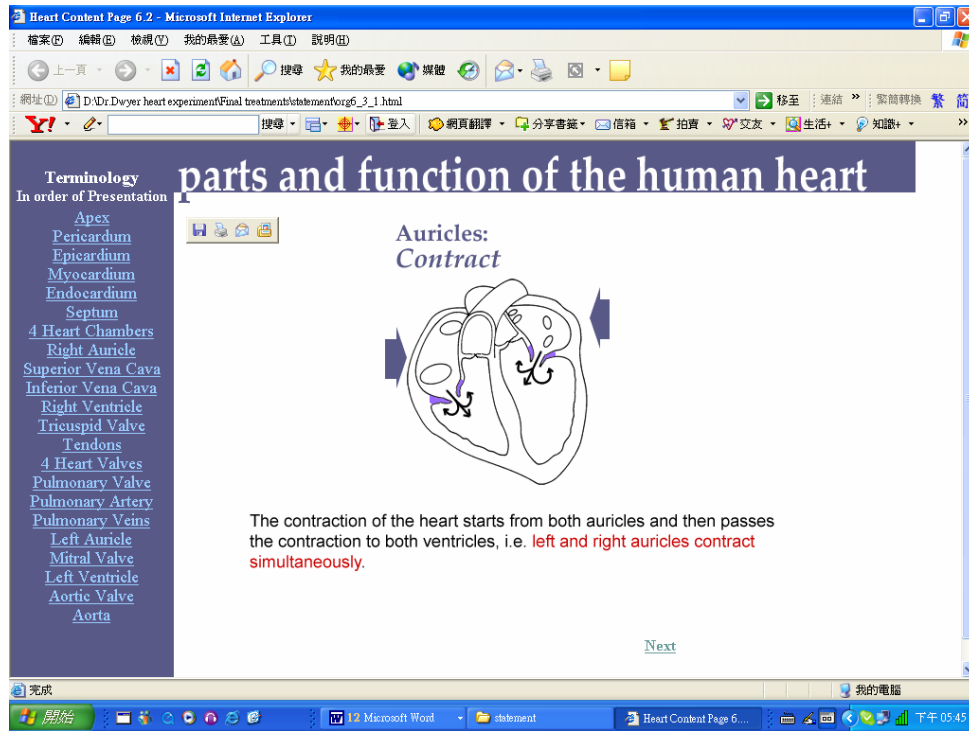 Heart Content Page 6.2 - Microsoft Internet Explorer
檔案(F) 編輯(E) 檢視(V) 我的最愛(A) 工具(T) 說明(H)
上一頁 搜尋 我的最愛 媒體
網址(D) D:\Dr.Dwyer heart experiment\Final treatments\statement\org6_3_1.html 移至 連結 » 繁簡轉換 繁 简
Y! 搜尋 登入 網頁翻譯 分享書籤 信箱 拍賣 交友 生活+ 知識+ »
parts and function of the human heart
Terminology
In order of Presentation
Apex
Pericardum
Epicardium
Myocardium
Endocardium
Septum
4 Heart Chambers
Right Auricle
Superior Vena Cava
Inferior Vena Cava
Right Ventricle
Tricuspid Valve
Tendons
4 Heart Valves
Pulmonary Valve
Pulmonary Artery
Pulmonary Veins
Left Auricle
Mitral Valve
Left Ventricle
Aortic Valve
Aorta
Auricles:
Contract
The contraction of the heart starts from both auricles and then passes
the contraction to both ventricles, i.e. left and right auricles contract
simultaneously.
Next
完成 我的電腦
開始 12 Microsoft Word statement Heart Content Page 6.... 下午 05:45